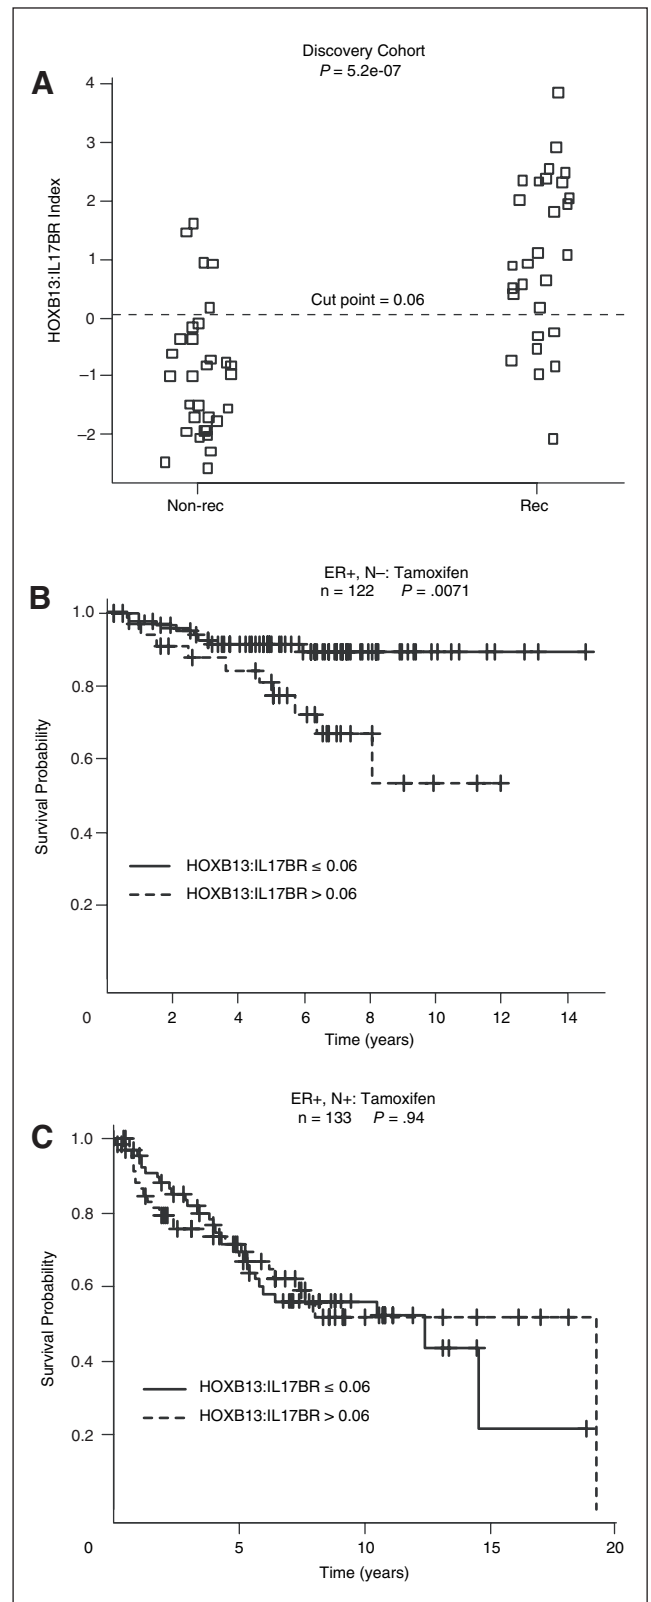 A
Discovery Cohort
P = 5.2e-07
HOXB13:IL17BR Index
4
3
2
1
0
−1
−2
Cut point = 0.06
Non-rec
Rec
B
ER+, N–: Tamoxifen
n = 122 P = .0071
Survival Probability
1.0
0.8
0.6
0.4
0.2
HOXB13:IL17BR ≤ 0.06
HOXB13:IL17BR > 0.06
0 2 4 6 8 10 12 14
Time (years)
C
ER+, N+: Tamoxifen
n = 133 P = .94
Survival Probability
1.0
0.8
0.6
0.4
0.2
HOXB13:IL17BR ≤ 0.06
HOXB13:IL17BR > 0.06
0 5 10 15 20
Time (years)